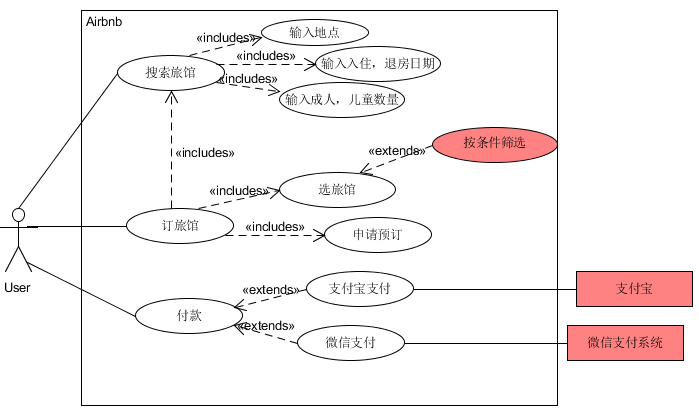 Airbnb
«includes»
输入地点
搜索旅馆
«includes»
输入入住，退房日期
«includes»
输入成人，儿童数量
«includes»
«extends»
按条件筛选
«includes»
选旅馆
订旅馆
«includes»
申请预订
User
«extends»
支付宝支付
支付宝
付款
«extends»
微信支付
微信支付系统